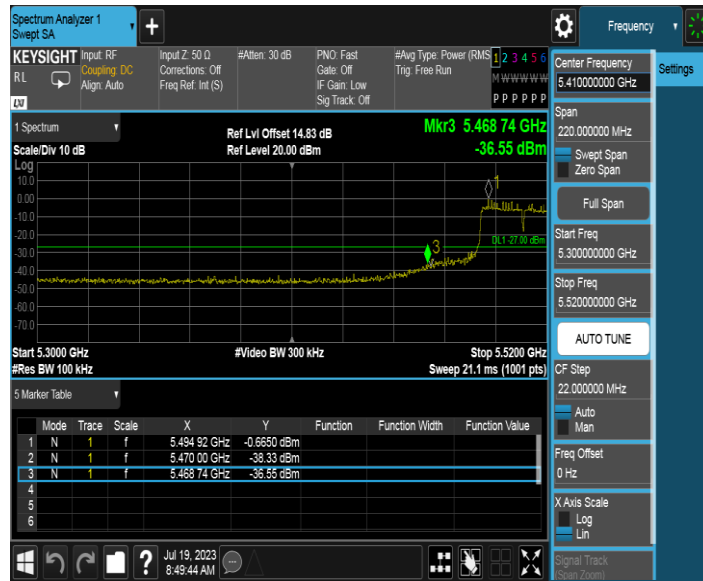 Spectrum Analyzer 1
Swept SA
+
Frequency
KEYSIGHT
RL
LXI
Input: RF
Coupling: DC
Align: Auto
Input Z: 50 Ω
Corrections: Off
Freq Ref: Int (S)
#Atten: 30 dB
PNO: Fast
Gate: Off
IF Gain: Low
Sig Track: Off
#Avg Type: Power (RMS
Trig: Free Run
1 2 3 4 5 6
M W W W W W
P P P P P P
1 Spectrum
Scale/Div 10 dB
Log
Ref Lvl Offset 14.83 dB
Ref Level 20.00 dBm
Mkr3 5.468 74 GHz
-36.55 dBm
10.0
0.00
-10.0
-20.0
-30.0
-40.0
-50.0
-60.0
-70.0
1
3
DL1 -27.00 dBm
Start 5.3000 GHz
#Res BW 100 kHz
#Video BW 300 kHz
Stop 5.5200 GHz
Sweep 21.1 ms (1001 pts)
5 Marker Table
Mode Trace Scale X Y Function Function Width Function Value
1 N 1 f 5.494 92 GHz -0.6650 dBm
2 N 1 f 5.470 00 GHz -38.33 dBm
3 N 1 f 5.468 74 GHz -36.55 dBm
4
5
6
?
Jul 19, 2023
8:49:44 AM
Center Frequency
5.410000000 GHz
Span
220.000000 MHz
Swept Span
Zero Span
Full Span
Start Freq
5.300000000 GHz
Stop Freq
5.520000000 GHz
AUTO TUNE
CF Step
22.000000 MHz
Auto
Man
Freq Offset
0 Hz
X Axis Scale
Log
Lin
Signal Track
(Span Zoom)
Settings